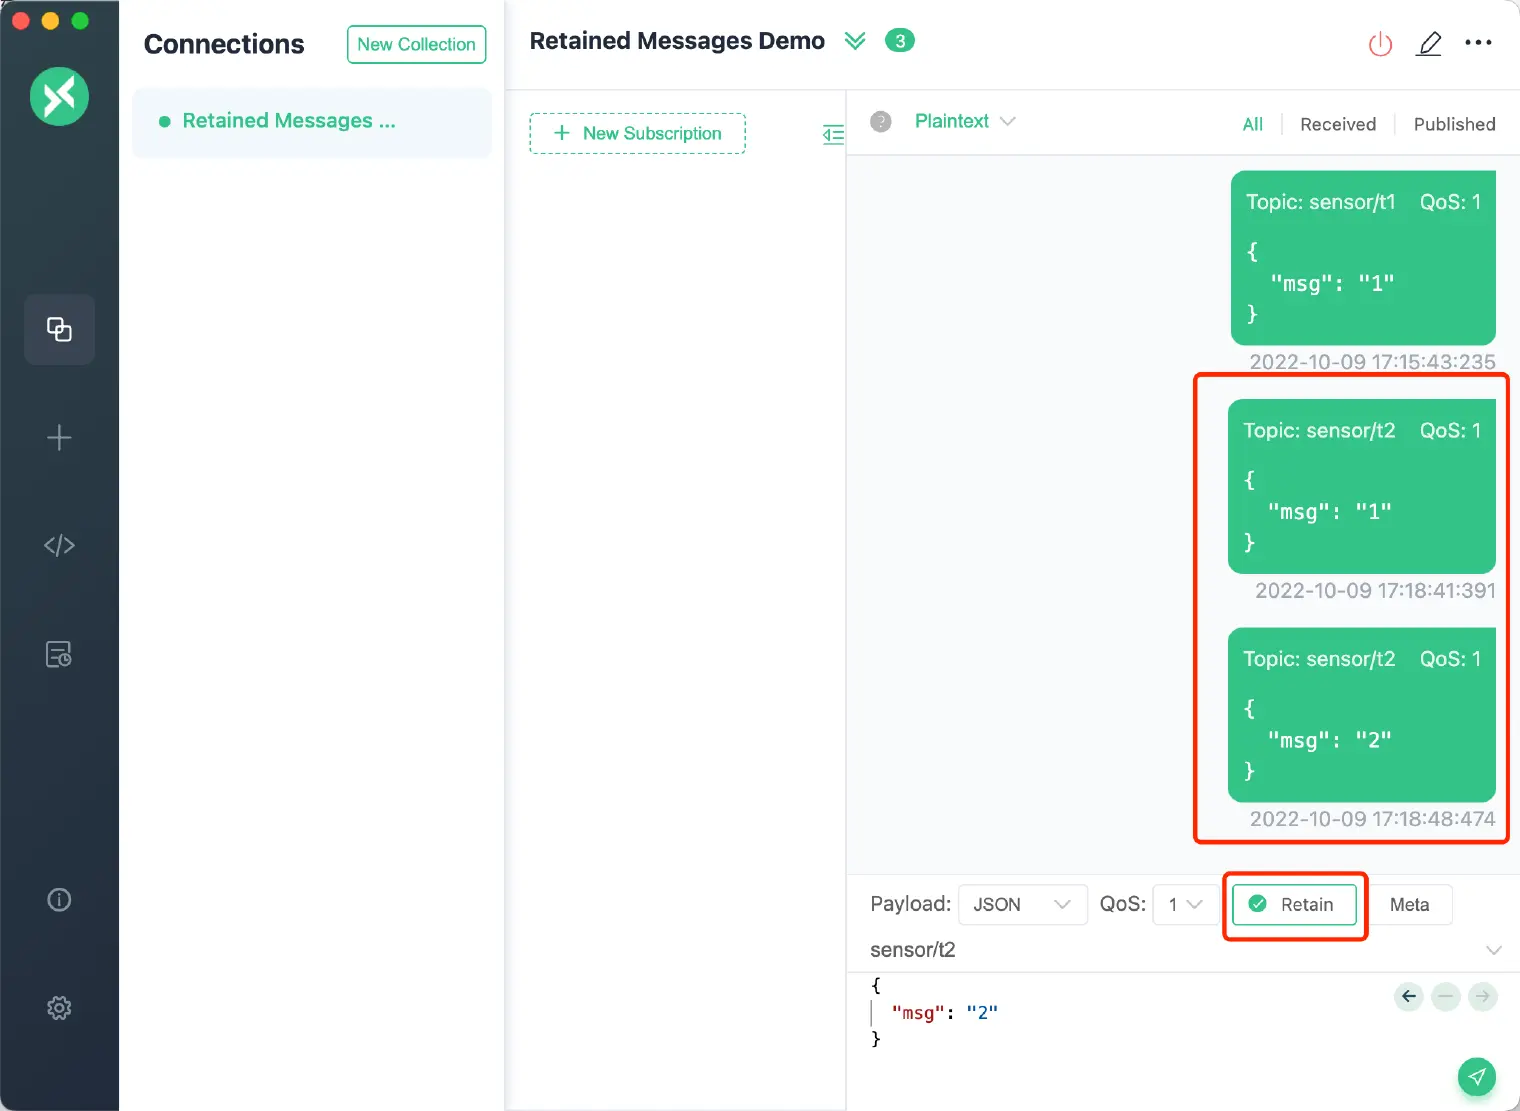 Connections
New Collection
Retained Messages ...
Retained Messages Demo
3
New Subscription
?
Plaintext
All
Received
Published
Topic: sensor/t1 QoS: 1
{
"msg": "1"
}
2022-10-09 17:15:43:235
Topic: sensor/t2 QoS: 1
{
"msg": "1"
}
2022-10-09 17:18:41:391
Topic: sensor/t2 QoS: 1
{
"msg": "2"
}
2022-10-09 17:18:48:474
Payload: JSON QoS: 1 Retain Meta
sensor/t2
{
"msg": "2"
}